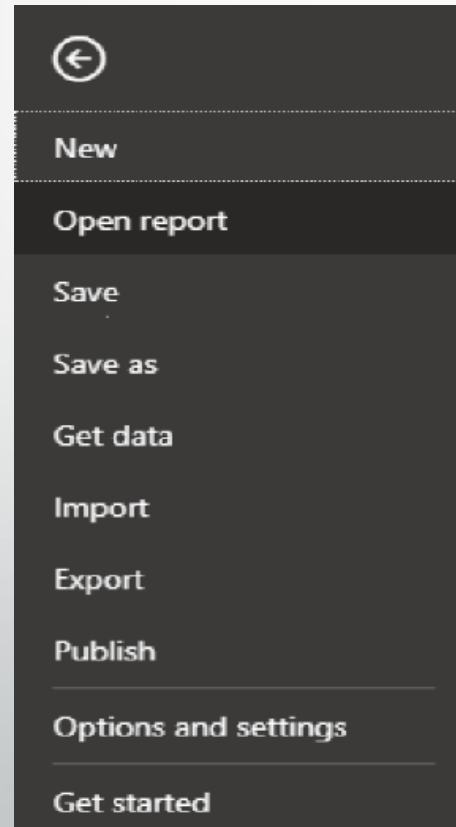 New
Open report
Save
Save as
Get data
Import
Export
Publish
Options and settings
Get started